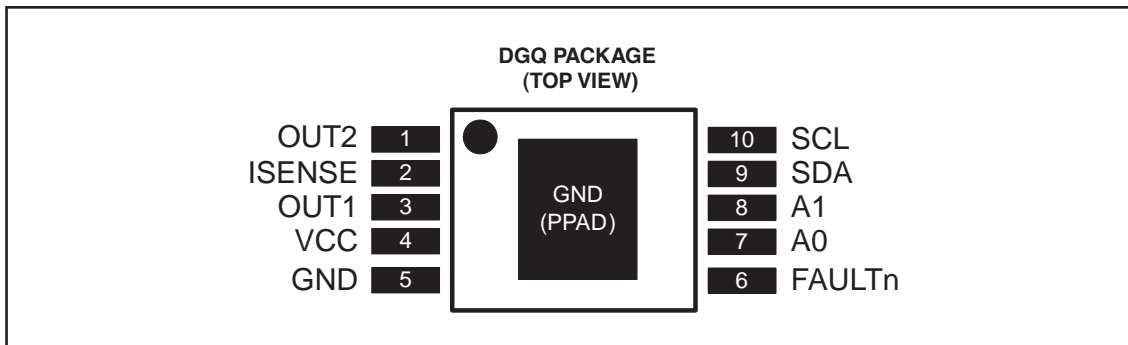 DGQ PACKAGE
(TOP VIEW)
OUT2 1
ISENSE 2
OUT1 3
VCC 4
GND 5
GND
(PPAD)
10 SCL
9 SDA
8 A1
7 A0
6 FAULTn